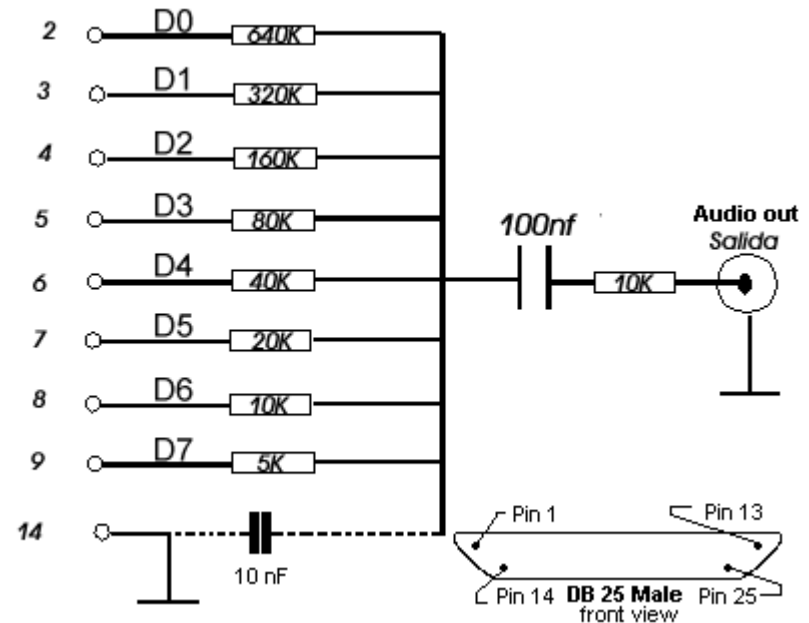 2 D0 640K
3 D1 320K
4 D2 160K
5 D3 80K
6 D4 40K
7 D5 20K
8 D6 10K
9 D7 5K
14
10 nF
100nf
10K
Audio out
Salida
Pin 1
Pin 13
Pin 14
DB 25 Male
Pin 25
front view